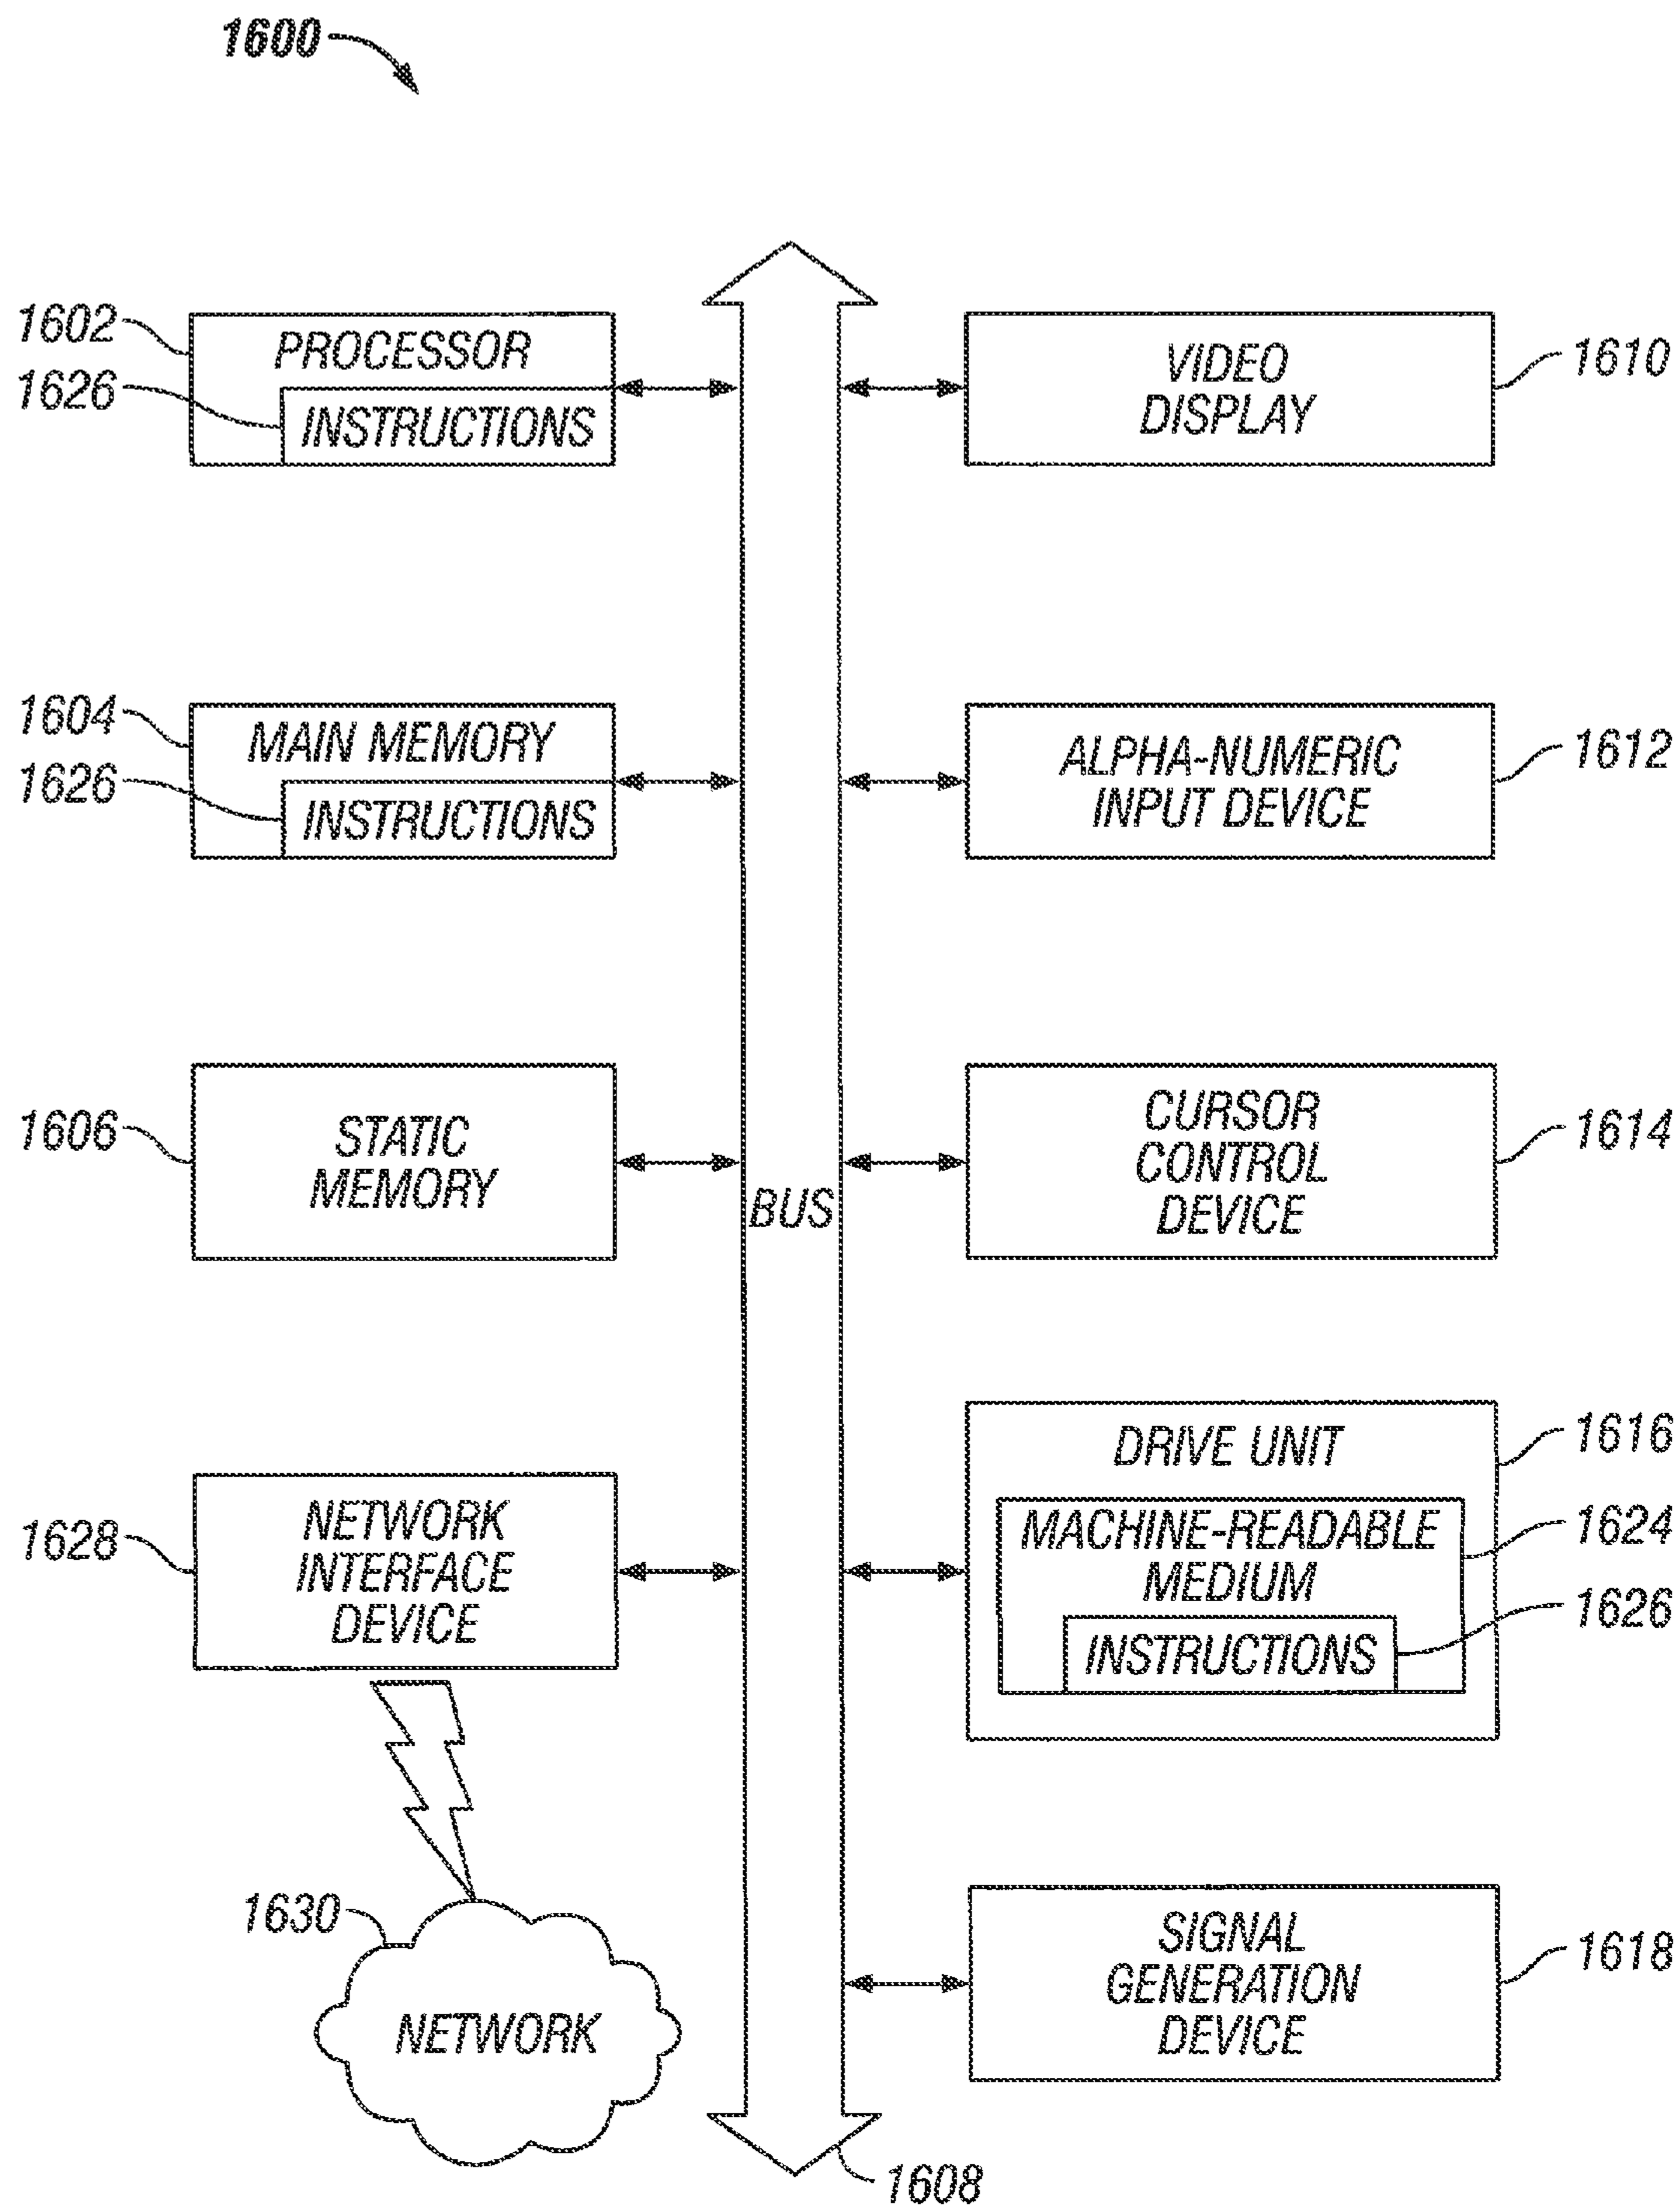 1600
1602
PROCESSOR
1626
INSTRUCTIONS
VIDEO
DISPLAY
1610
1604
MAIN MEMORY
1626
INSTRUCTIONS
ALPHA-NUMERIC
INPUT DEVICE
1612
1606
STATIC
MEMORY
BUS
CURSOR
CONTROL
DEVICE
1614
1628
NETWORK
INTERFACE
DEVICE
DRIVE UNIT
1616
MACHINE-READABLE
MEDIUM
1624
INSTRUCTIONS
1626
1630
NETWORK
SIGNAL
GENERATION
DEVICE
1618
1608